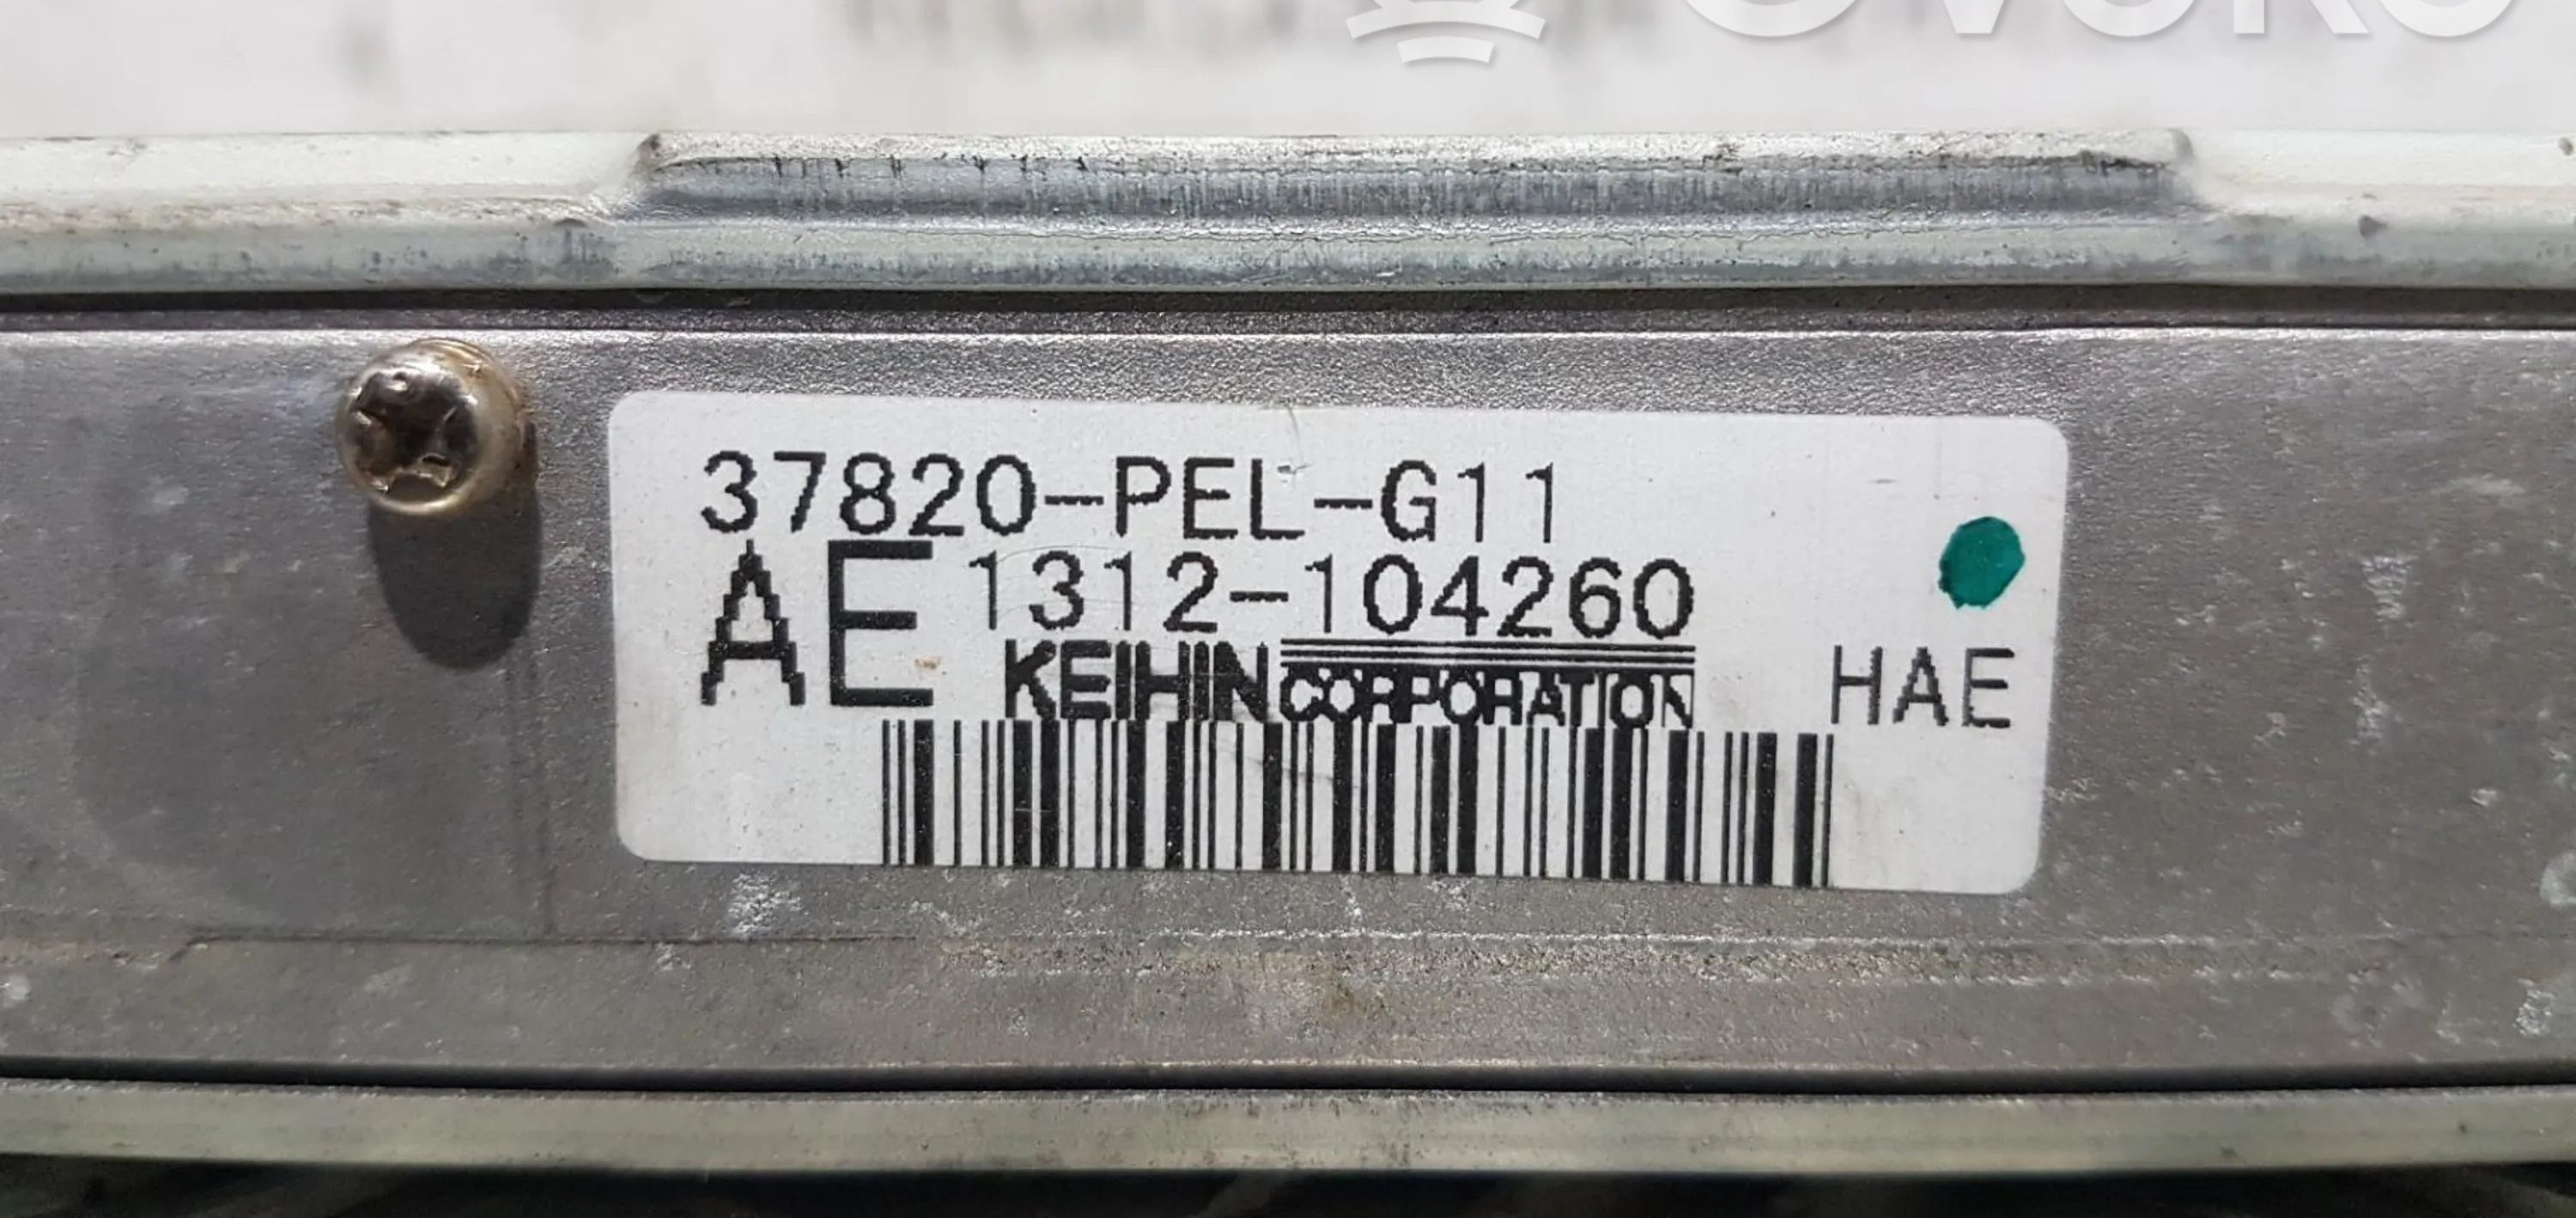 37820-PEL-G11
AE 1312-104260
KEIHIN CORPORATION HAE